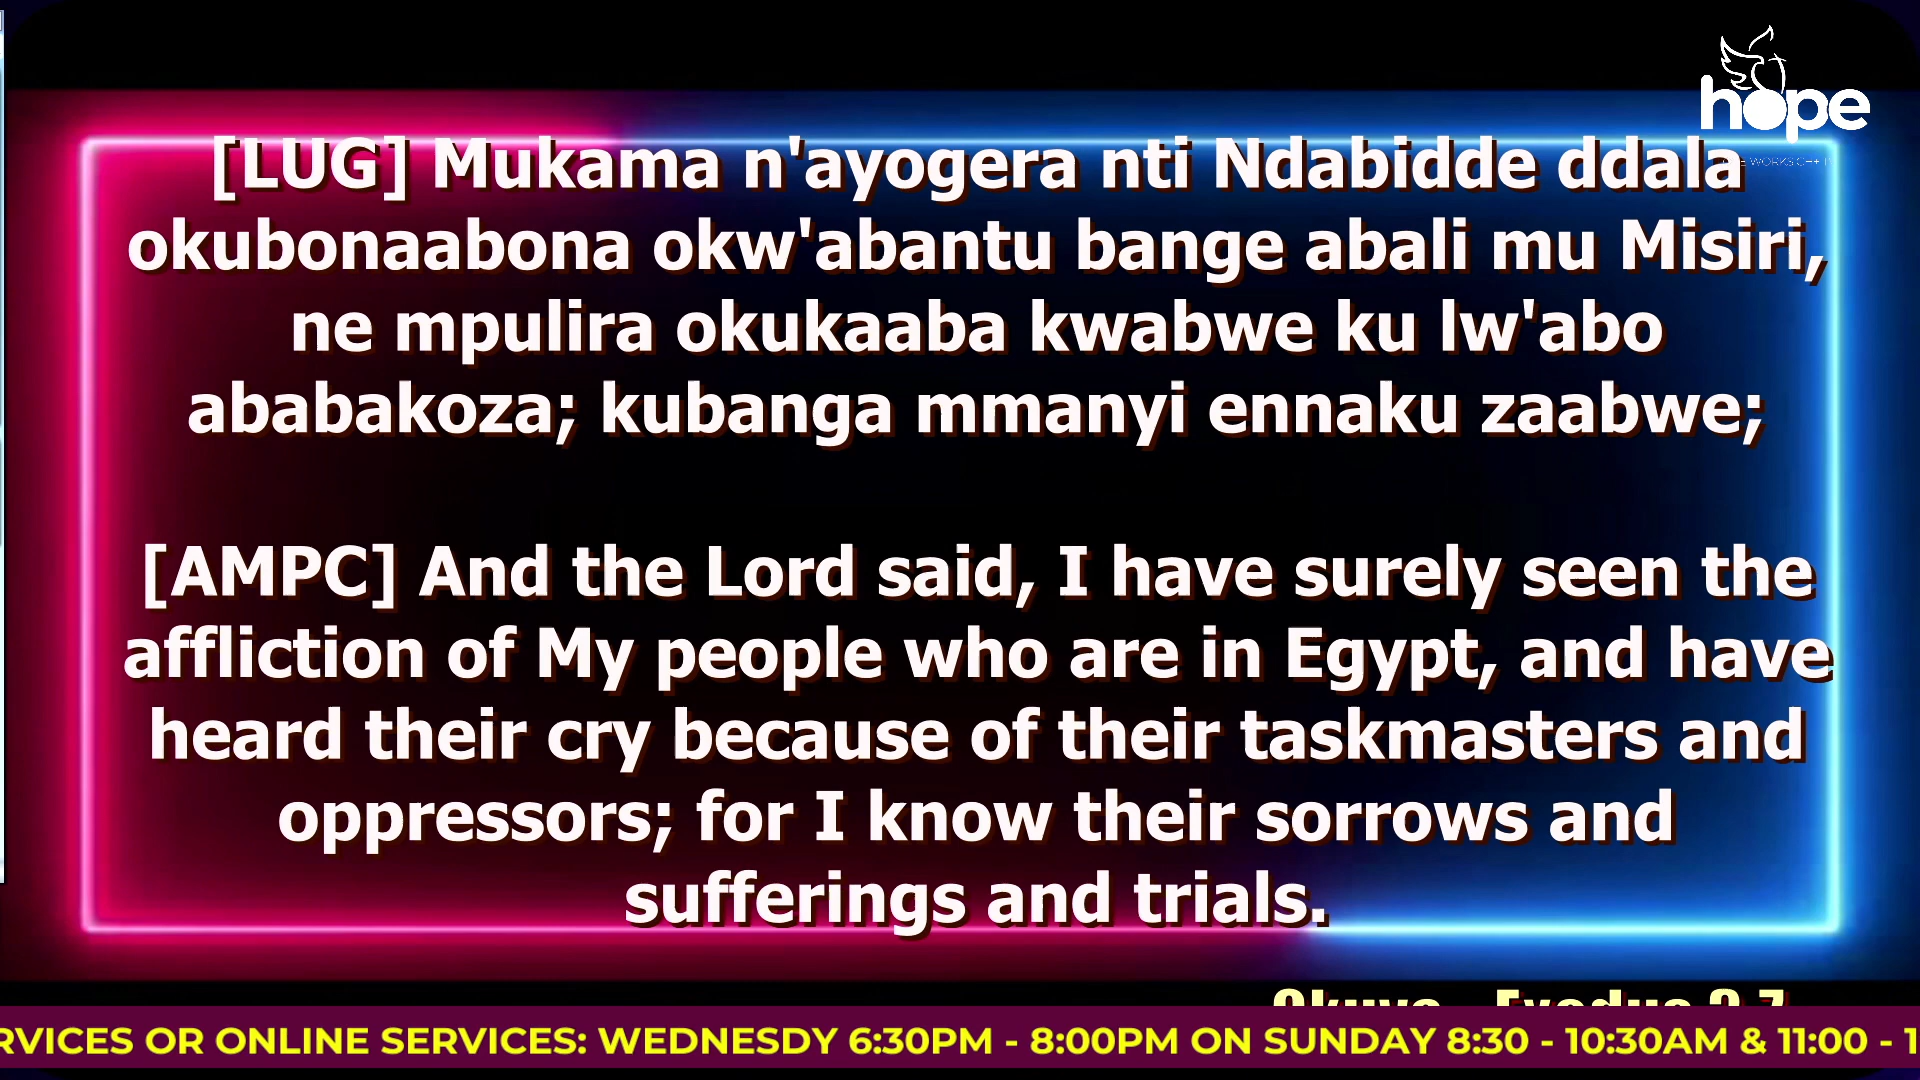 hope
[LUG] Mukama n'ayogera nti Ndabidde ddala
okubonaabona okw'abantu bange abali mu Misiri,
ne mpulira okukaaba kwabwe ku lw'abo
ababakoza; kubanga mmanyi ennaku zaabwe;
[AMPC] And the Lord said, I have surely seen the
affliction of My people who are in Egypt, and have
heard their cry because of their taskmasters and
oppressors; for I know their sorrows and
sufferings and trials.
RVICES OR ONLINE SERVICES: WEDNESDY 6:30PM - 8:00PM ON SUNDAY 8:30 - 10:30AM & 11:00 - 1